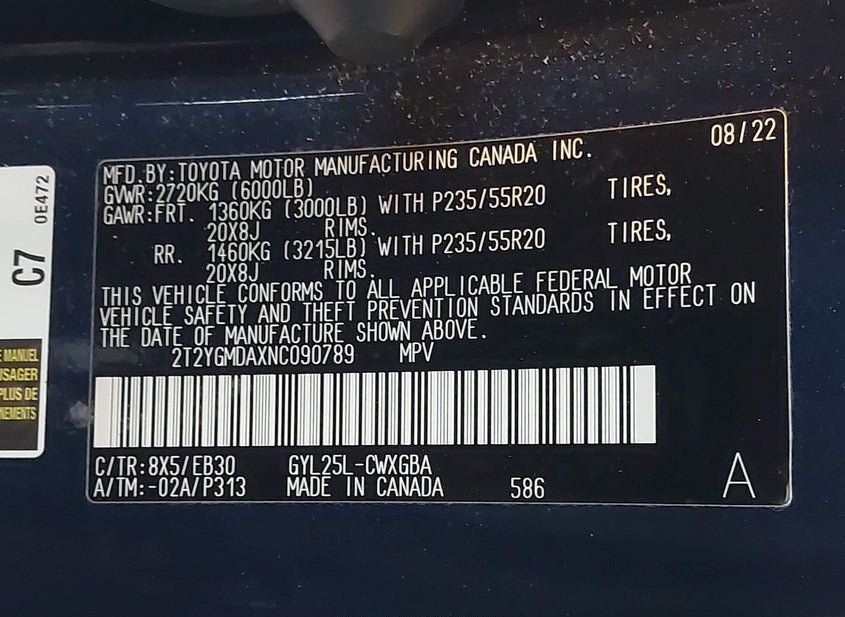 08/22
MFD.BY:TOYOTA MOTOR MANUFACTURING CANADA INC.
GVWR:2720KG (6000LB)
GAWR:FRT. 1360KG (3000LB) WITH P235/55R20 TIRES,
20X8J RIMS.
RR. 1460KG (3215LB) WITH P235/55R20 TIRES,
20X8J RIMS.
THIS VEHICLE CONFORMS TO ALL APPLICABLE FEDERAL MOTOR
VEHICLE SAFETY AND THEFT PREVENTION STANDARDS IN EFFECT ON
THE DATE OF MANUFACTURE SHOWN ABOVE.
2T2YGMDAXNC090789 MPV
C/TR:8X5/EB30 GYL25L-CWXGBA
A/TM:-02A/P313 MADE IN CANADA 586 A
C7 0E472
MANUEL
USAGER
PLUS DE
NEMENTS